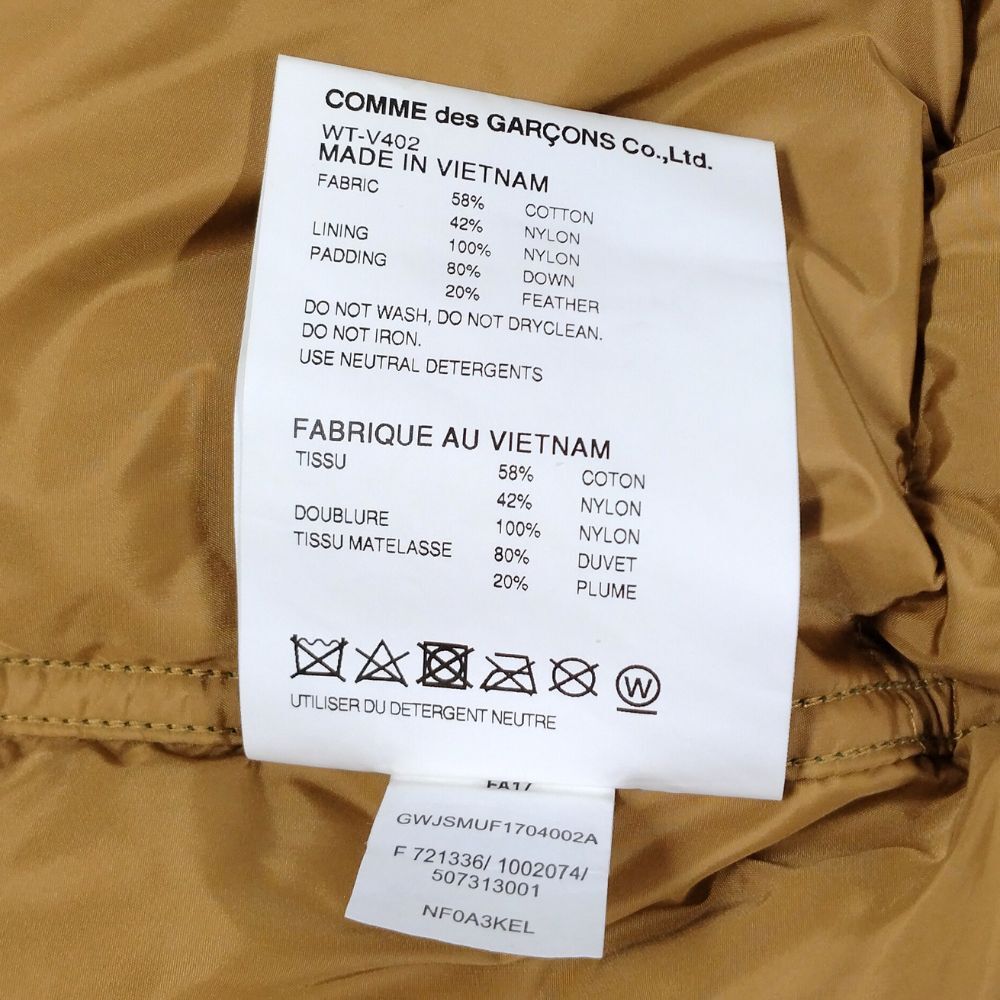 COMME des GARÇONS Co.,Ltd.
WT-V402
MADE IN VIETNAM
FABRIC 58% COTTON
42% NYLON
LINING 100% NYLON
PADDING 80% DOWN
20% FEATHER
DO NOT WASH, DO NOT DRYCLEAN.
DO NOT IRON.
USE NEUTRAL DETERGENTS
FABRIQUE AU VIETNAM
TISSU 58% COTON
42% NYLON
DOUBLURE 100% NYLON
TISSU MATELASSE 80% DUVET
20% PLUME
W
UTILISER DU DETERGENT NEUTRE
FA17
GWJSMUF1704002A
F 721336/ 1002074/
507313001
NF0A3KEL